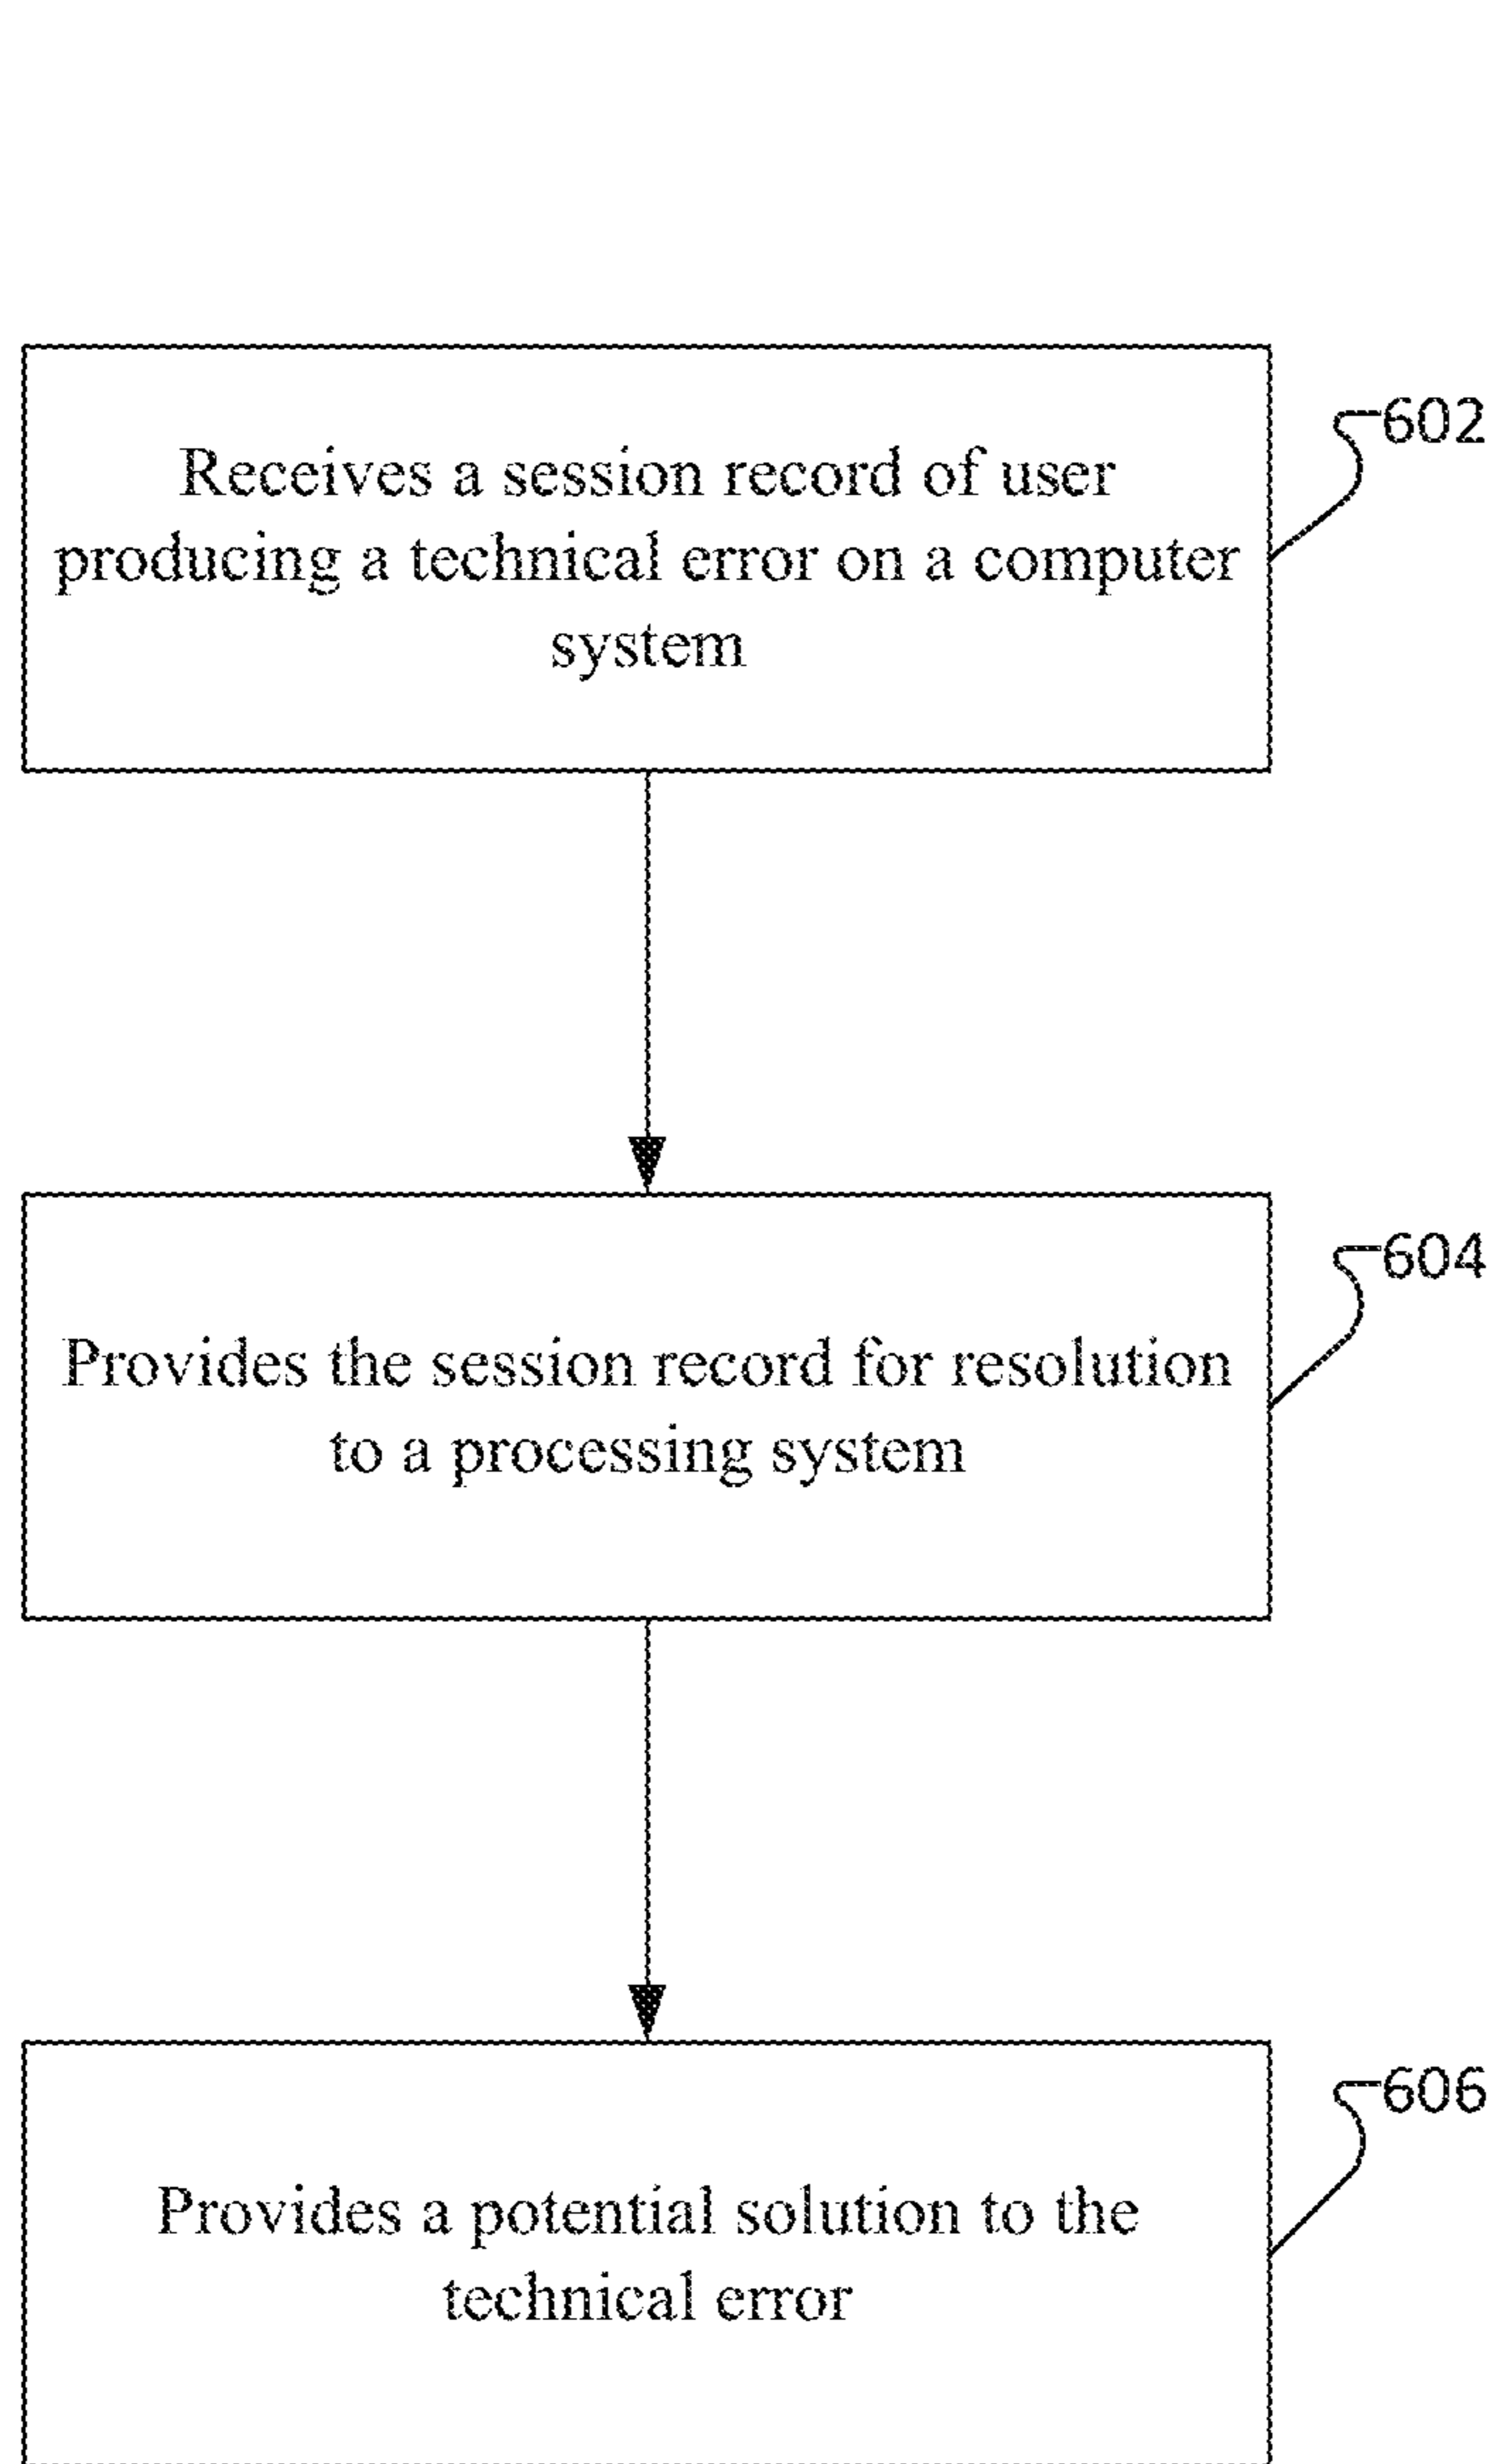 Receives a session record of user
producing a technical error on a computer
system
602
Provides the session record for resolution
to a processing system
604
Provides a potential solution to the
technical error
606